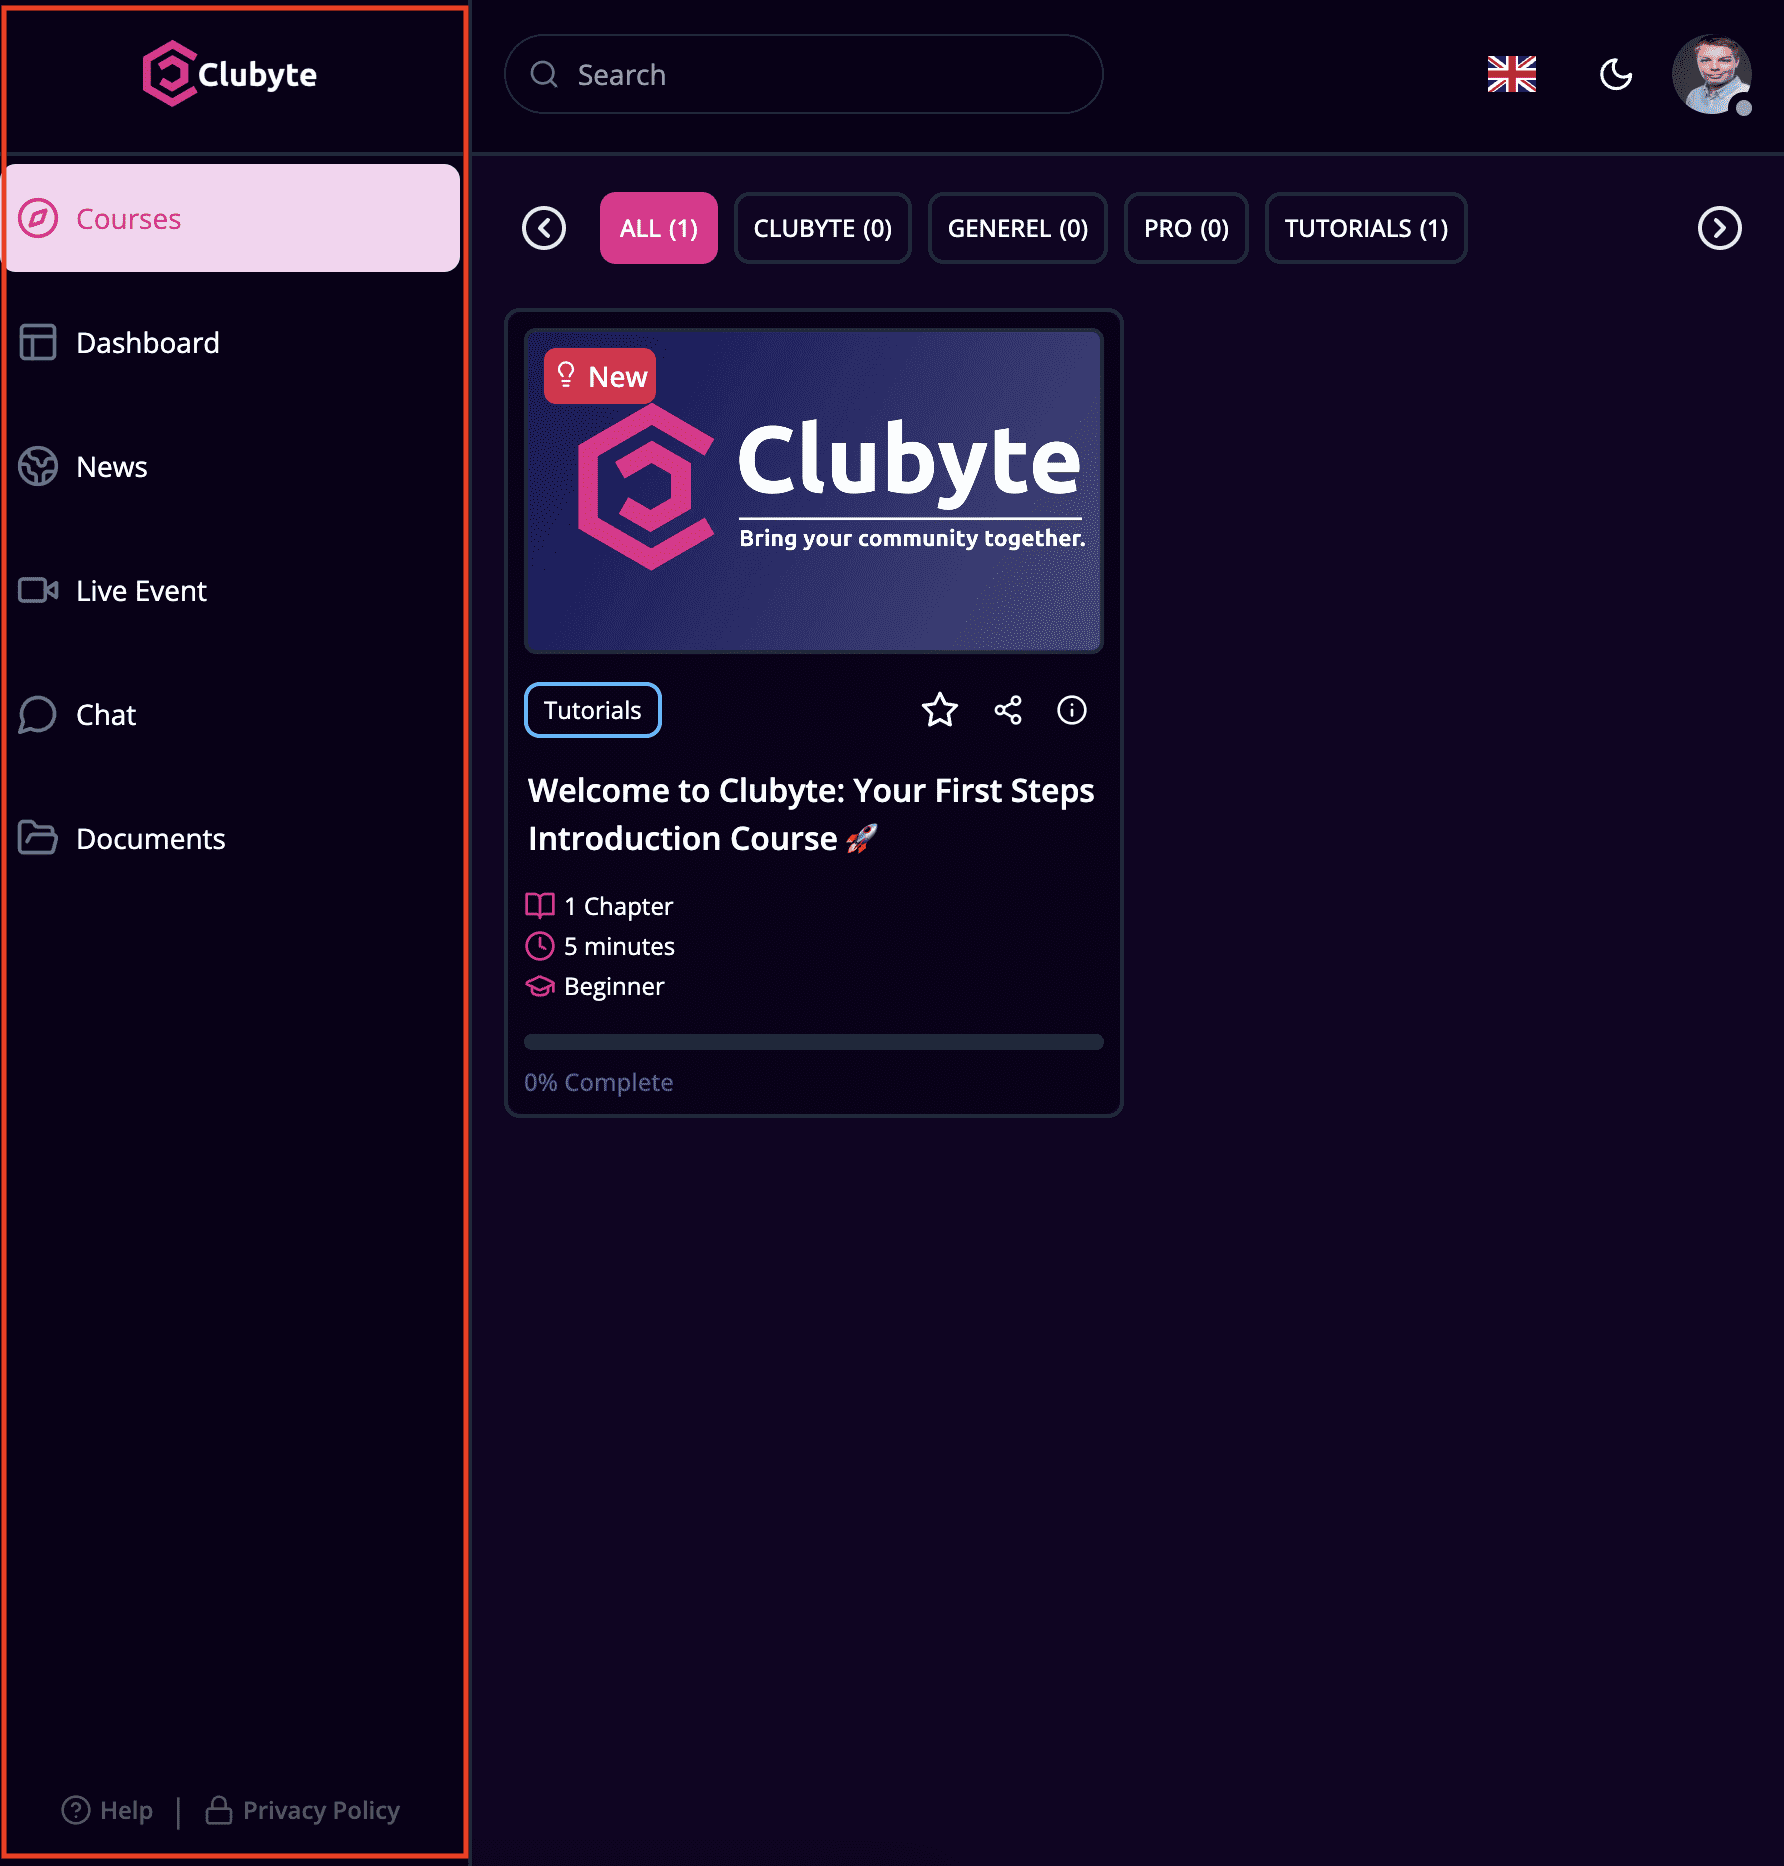 Clubyte
Search
Courses
Dashboard
News
Live Event
Chat
Documents
Help | Privacy Policy
ALL (1)
CLUBYTE (0)
GENEREL (0)
PRO (0)
TUTORIALS (1)
New
Clubyte
Bring your community together.
Tutorials
Welcome to Clubyte: Your First Steps
Introduction Course 🚀
1 Chapter
5 minutes
Beginner
0% Complete